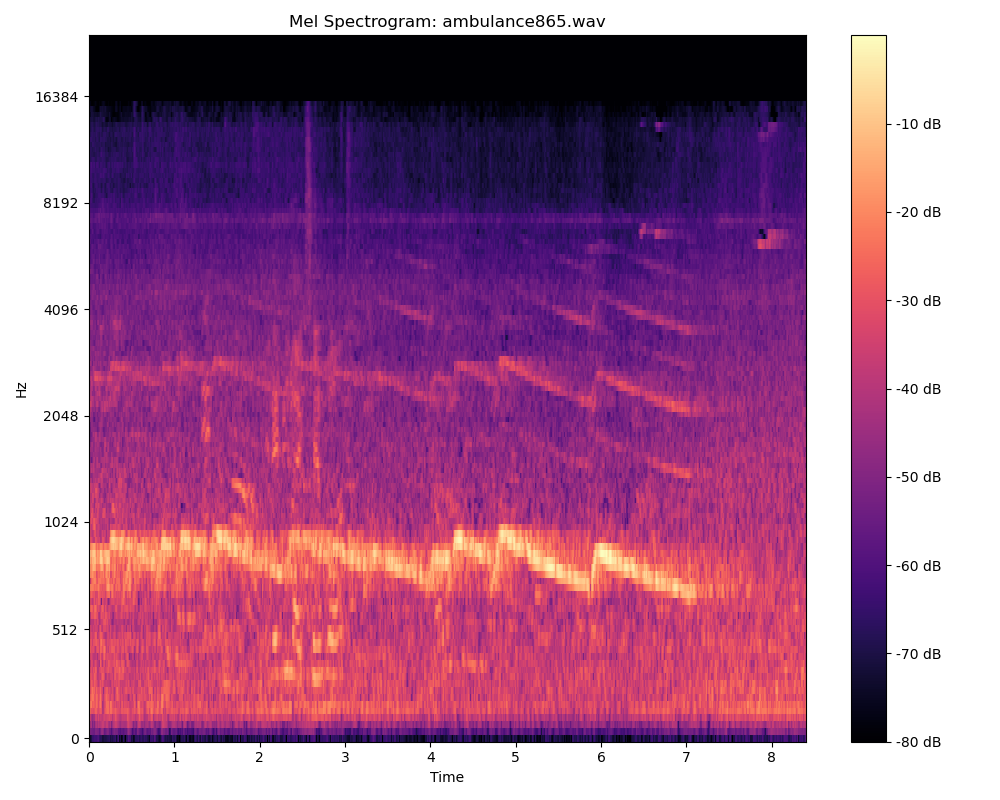 Mel Spectrogram: ambulance865.wav
16384
8192
4096
2048
1024
512
0
Hz
0 1 2 3 4 5 6 7 8
Time
-10 dB
-20 dB
-30 dB
-40 dB
-50 dB
-60 dB
-70 dB
-80 dB